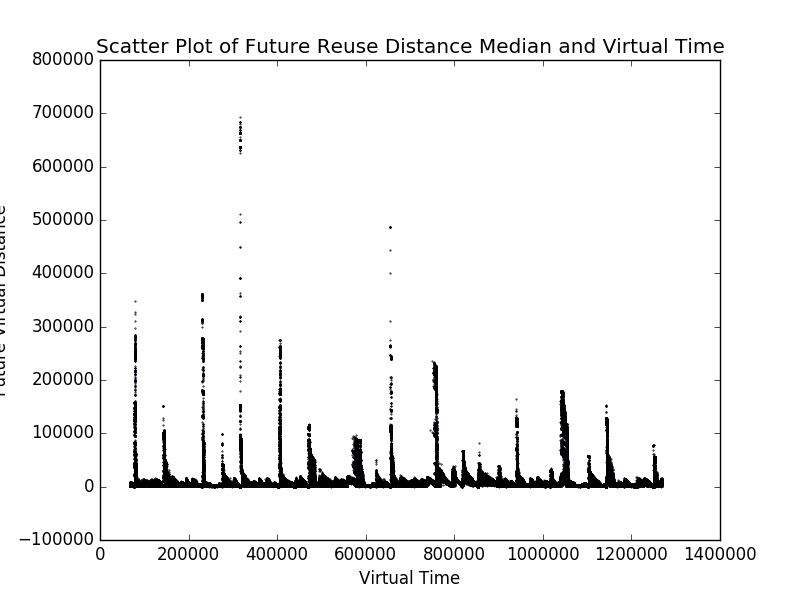 Scatter Plot of Future Reuse Distance Median and Virtual Time
800000
700000
600000
500000
400000
300000
200000
100000
0
−100000
Future Virtual Distance
0 200000 400000 600000 800000 1000000 1200000 1400000
Virtual Time